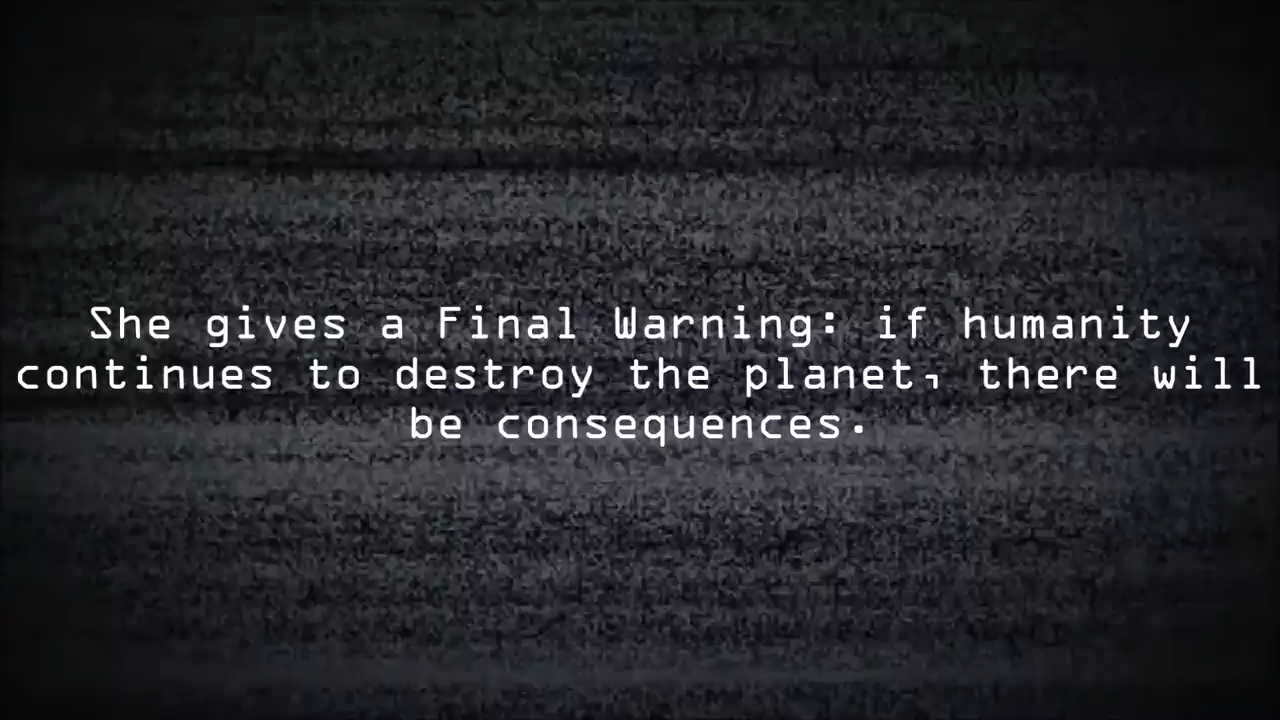 She gives a Final Warning: if humanity
continues to destroy the planet, there will
be consequences.